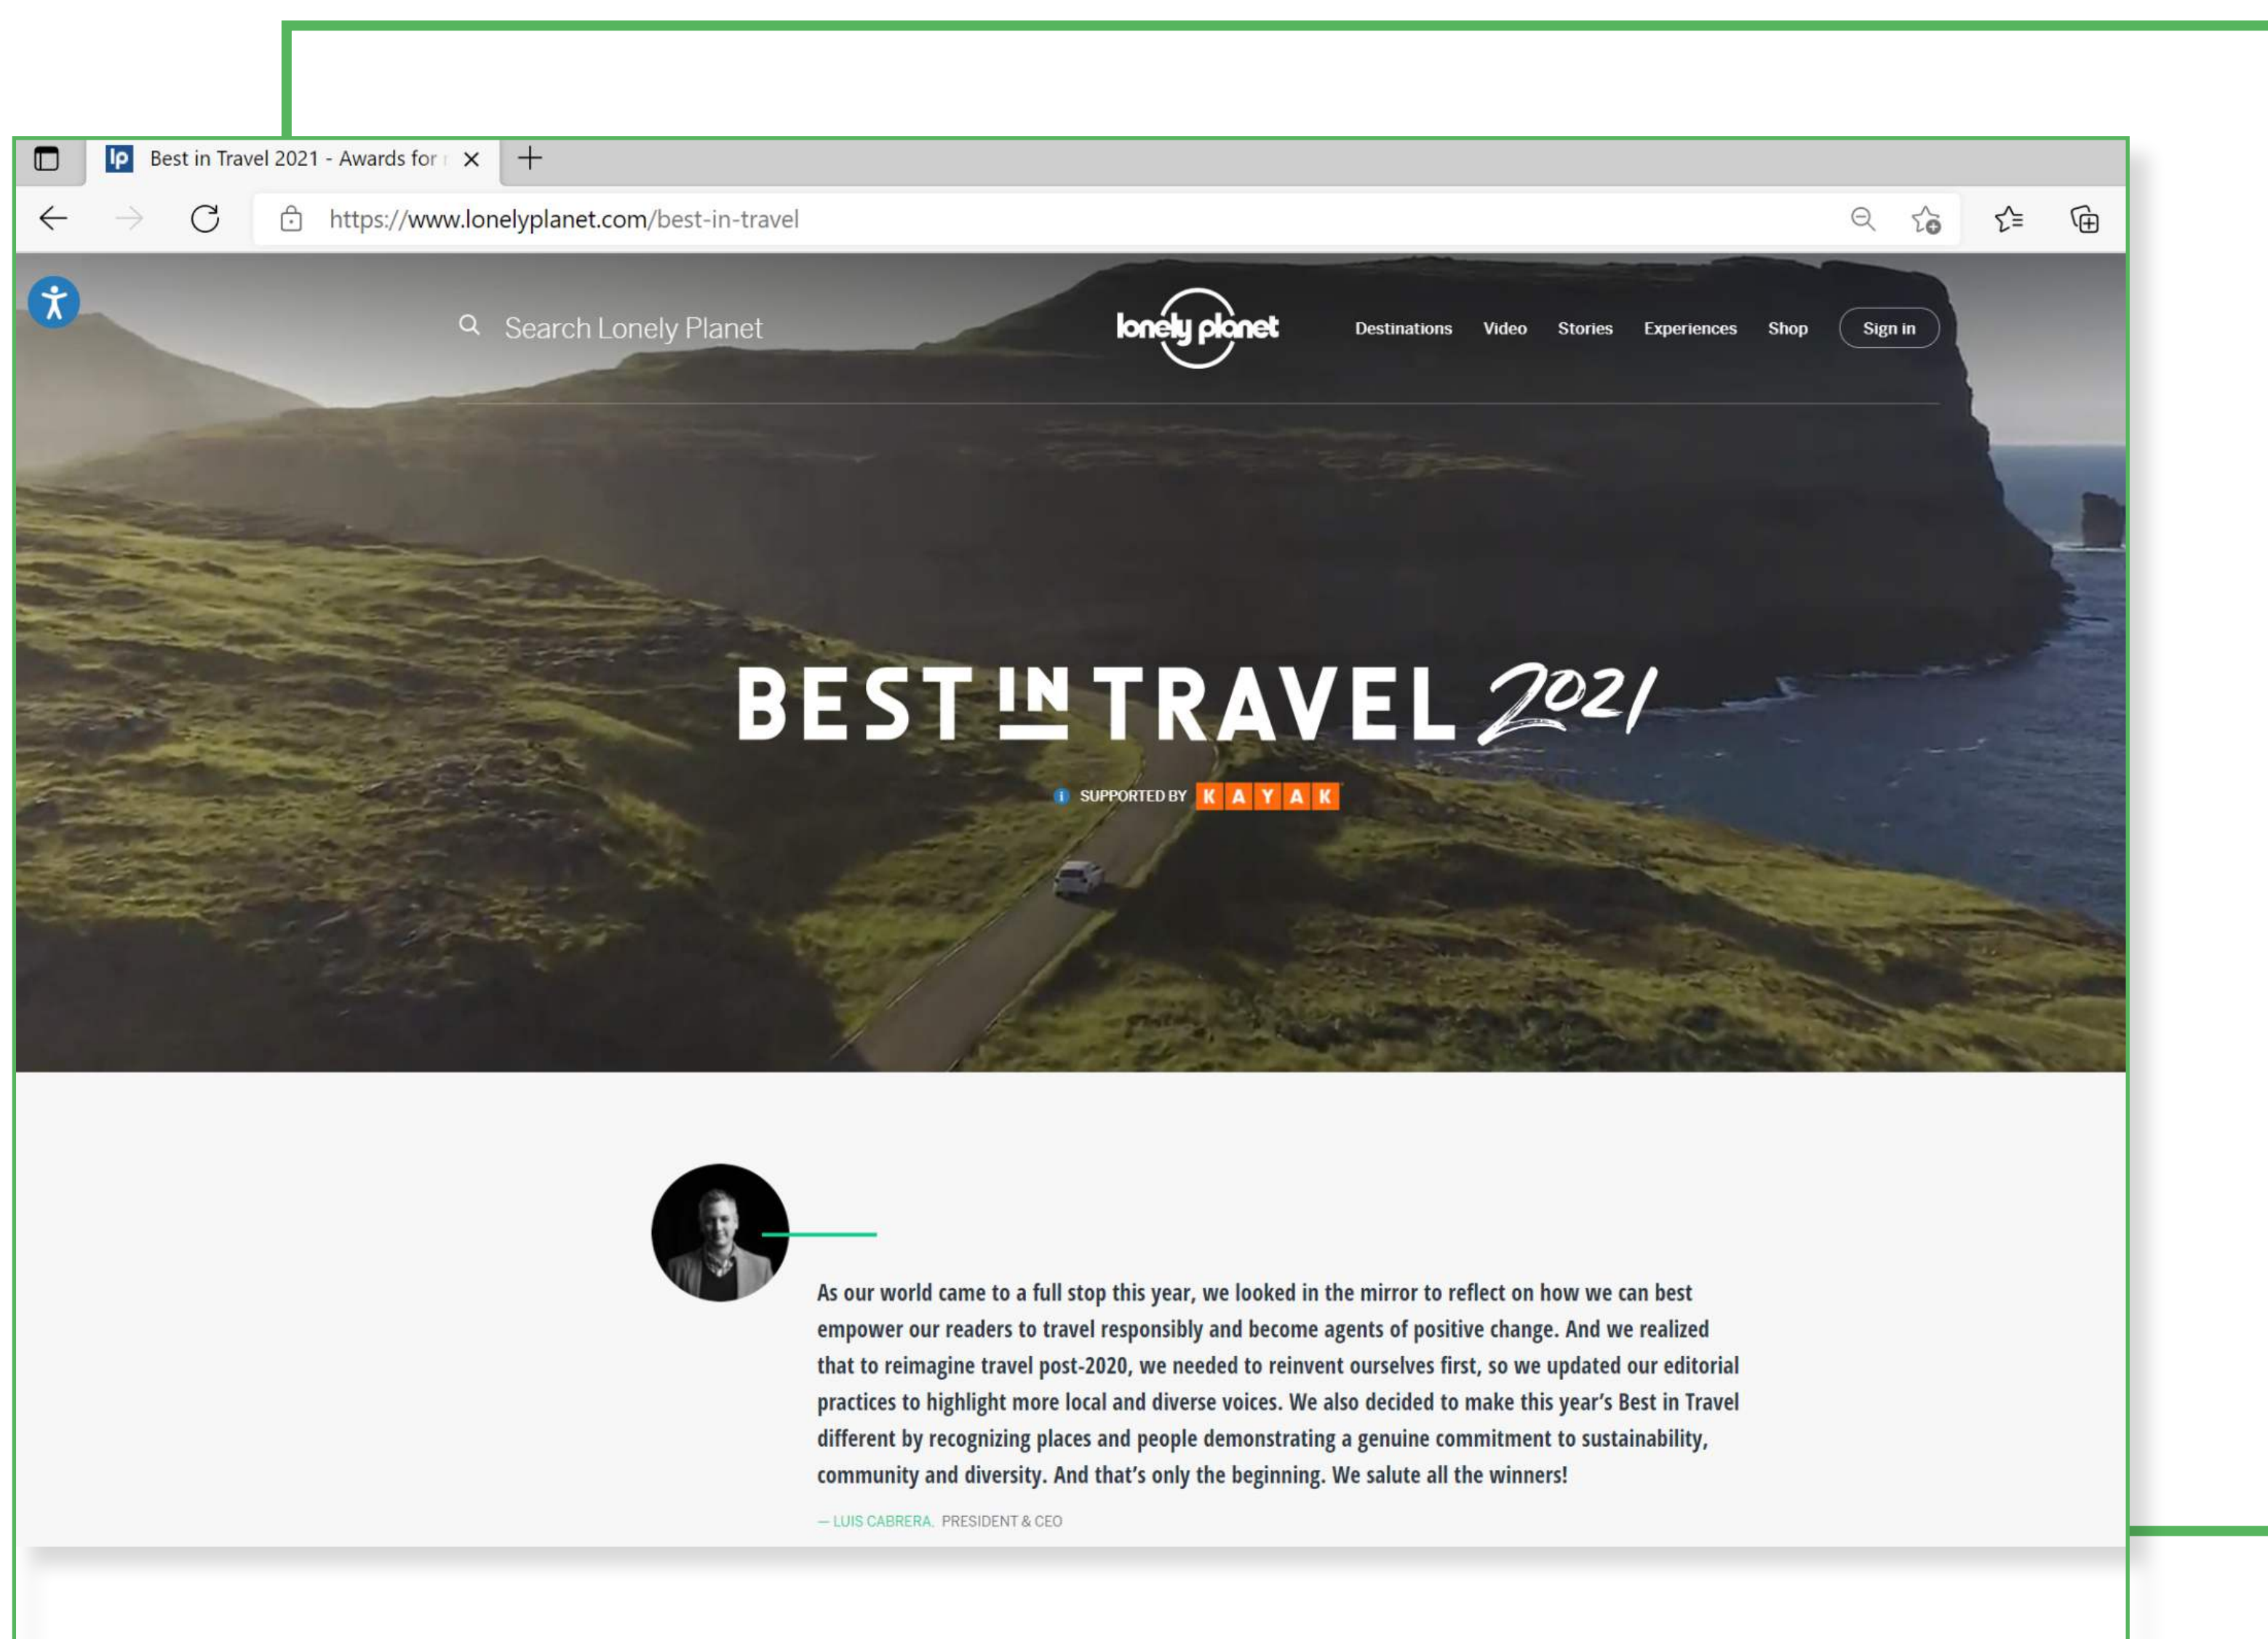 lp Best in Travel 2021 - Awards for
https://www.lonelyplanet.com/best-in-travel
Search Lonely Planet
lonely planet
Destinations Video Stories Experiences Shop Sign in
BEST IN TRAVEL 2021
SUPPORTED BY KAYAK
As our world came to a full stop this year, we looked in the mirror to reflect on how we can best
empower our readers to travel responsibly and become agents of positive change. And we realized
that to reimagine travel post-2020, we needed to reinvent ourselves first, so we updated our editorial
practices to highlight more local and diverse voices. We also decided to make this year’s Best in Travel
different by recognizing places and people demonstrating a genuine commitment to sustainability,
community and diversity. And that’s only the beginning. We salute all the winners!
— LUIS CABRERA, PRESIDENT & CEO